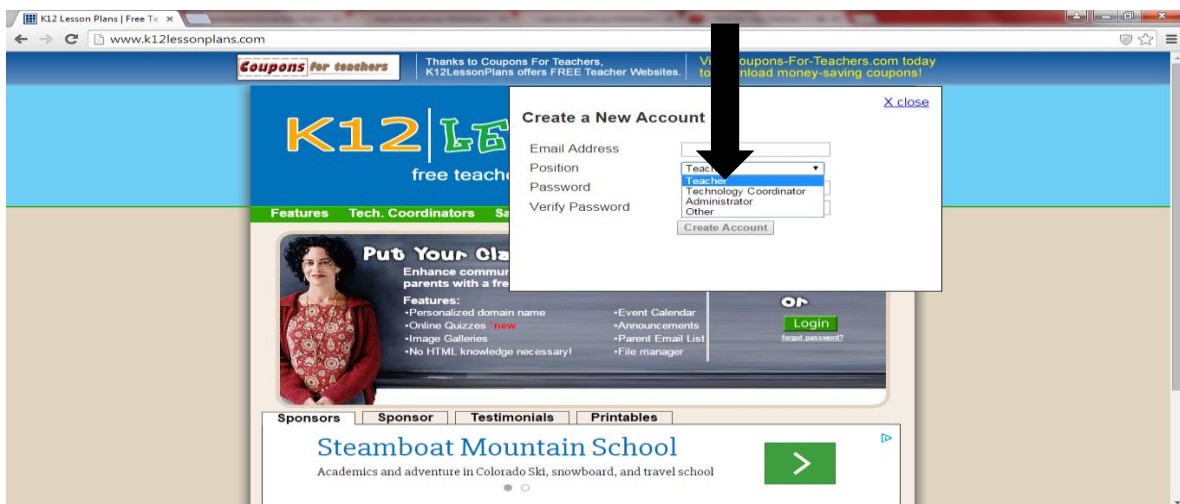 K12 Lesson Plans | Free Te
www.k12lessonplans.com
Coupons for teachers
Thanks to Coupons For Teachers,
K12LessonPlans offers FREE Teacher Websites.
oupons-For-Teachers.com today
nload money-saving coupons!
X close
Create a New Account
Email Address
Position
Teach
Teacher
Technology Coordinator
Administrator
Other
Password
Verify Password
Create Account
K12 LE
free teache
Features Tech. Coordinators Sa
Put Your Cla
Enhance commun
parents with a fre
Features:
•Personalized domain name
•Online Quizzes *new
•Image Galleries
•No HTML knowledge necessary!
•Event Calendar
•Announcements
•Parent Email List
•File manager
or
Login
forgot password?
Sponsors Sponsor Testimonials Printables
Steamboat Mountain School
Academics and adventure in Colorado Ski, snowboard, and travel school